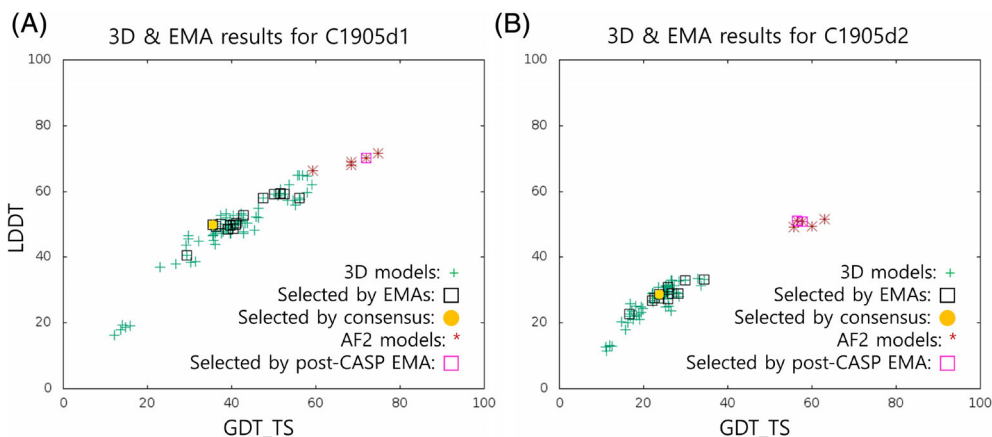 (A)
3D & EMA results for C1905d1
100
80
60
40
20
0
LDDT
0 20 40 60 80 100
GDT_TS
3D models:
Selected by EMAs:
Selected by consensus:
AF2 models:
Selected by post-CASP EMA:
(B)
3D & EMA results for C1905d2
100
80
60
40
20
0
0 20 40 60 80 100
GDT_TS
3D models:
Selected by EMAs:
Selected by consensus:
AF2 models:
Selected by post-CASP EMA: